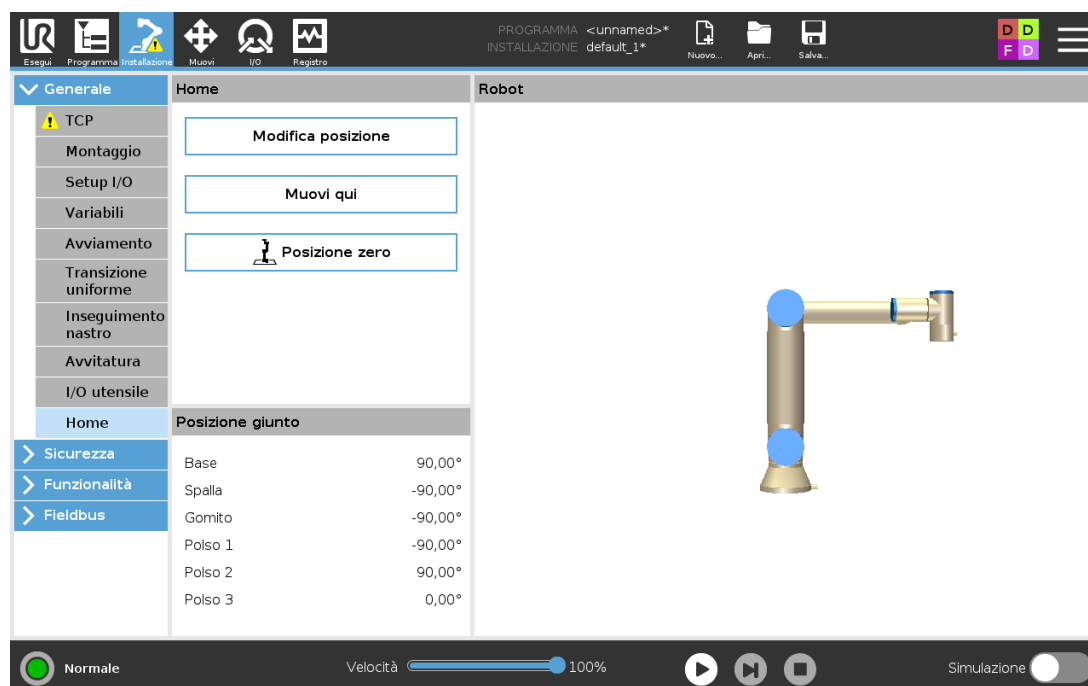 UR
Esegui
Programma
Installazione
Muovi
I/O
Registro
PROGRAMMA <unnamed>*
INSTALLAZIONE default_1*
Nuovo...
Apri...
Salva...
D D
F D
Generale
TCP
Montaggio
Setup I/O
Variabili
Avviamento
Transizione
uniforme
Inseguimento
nastro
Avvitatura
I/O utensile
Home
Sicurezza
Funzionalità
Fieldbus
Home
Modifica posizione
Muovi qui
Posizione zero
Posizione giunto
Base 90,00°
Spalla -90,00°
Gomito -90,00°
Polso 1 -90,00°
Polso 2 90,00°
Polso 3 0,00°
Robot
Normale
Velocità 100%
Simulazione